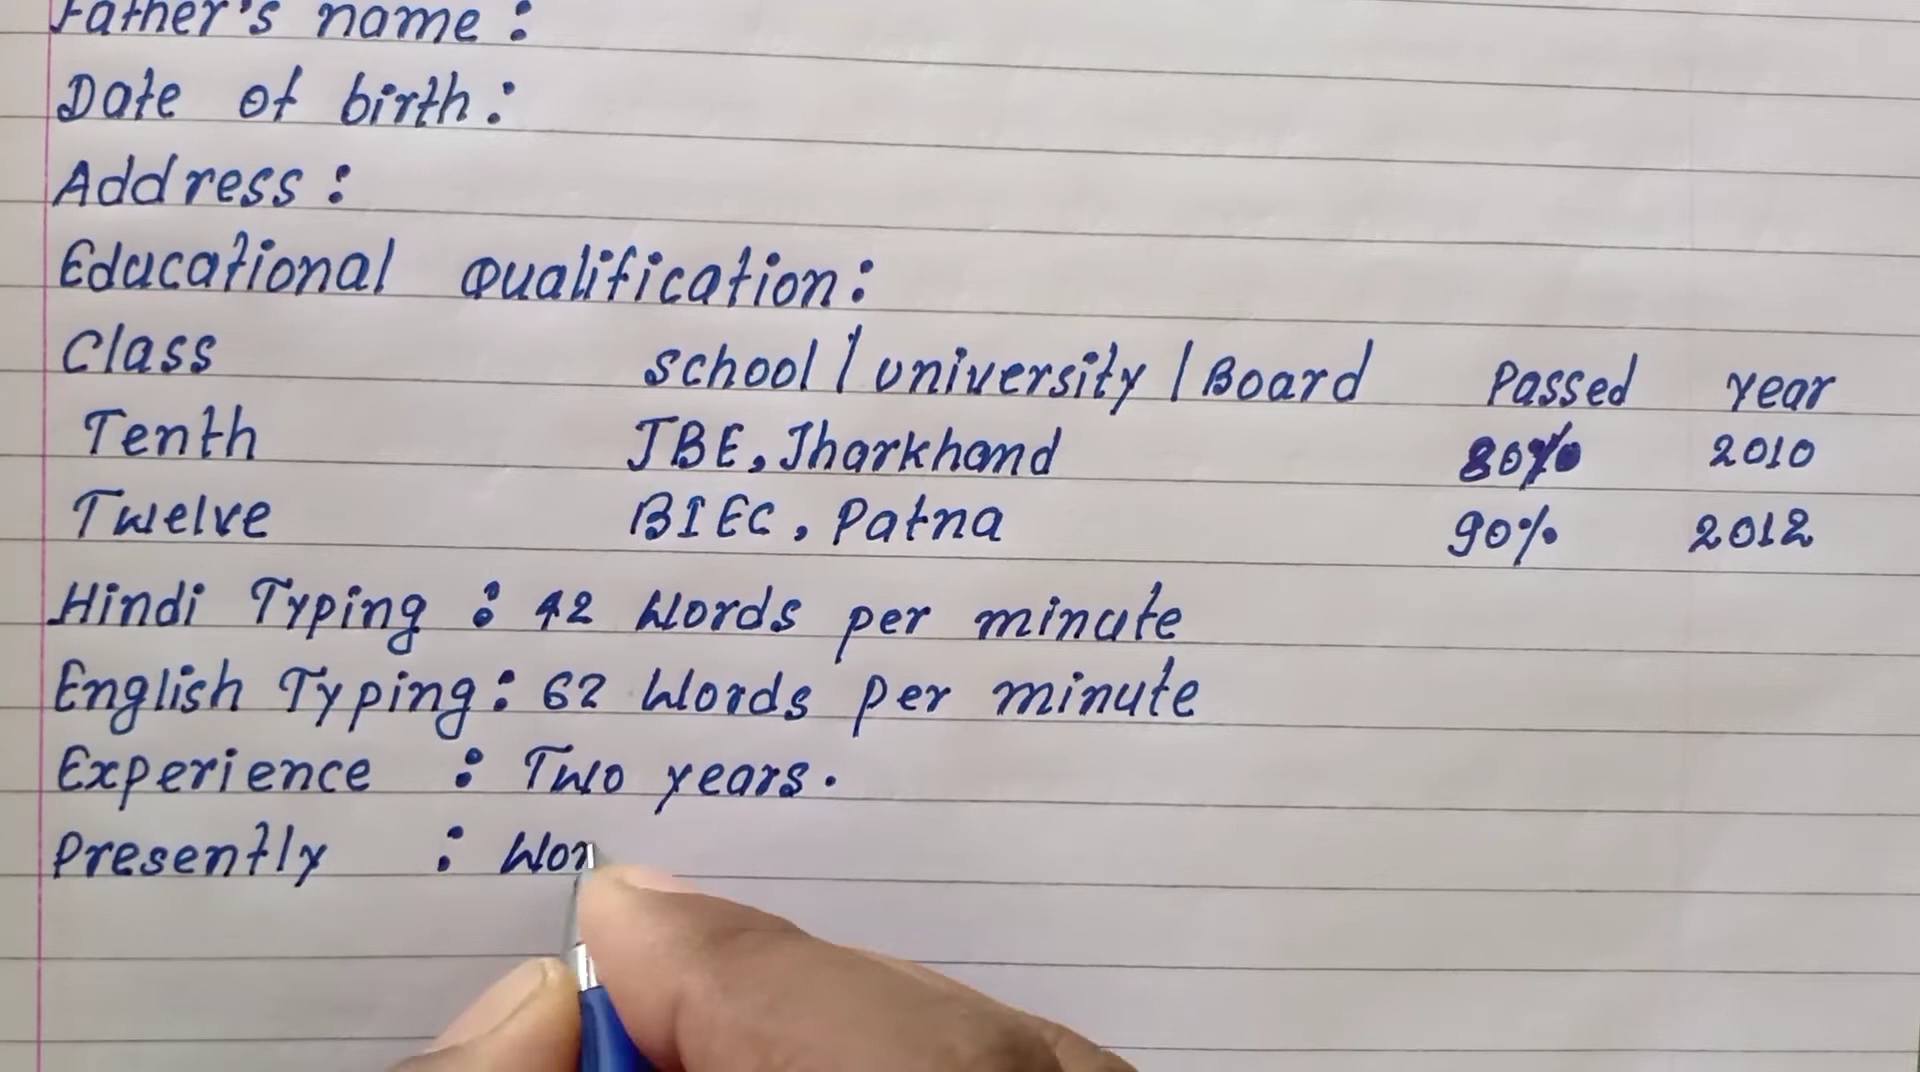 Father's name :
Date of birth :
Address :
Educational Qualification :
Class school / university / Board Passed year
Tenth JBE, Jharkhand 80% 2010
Twelve BIEC, Patna 90% 2012
Hindi Typing : 42 Words per minute
English Typing : 62 Words per minute
Experience : Two years.
Presently : Wor